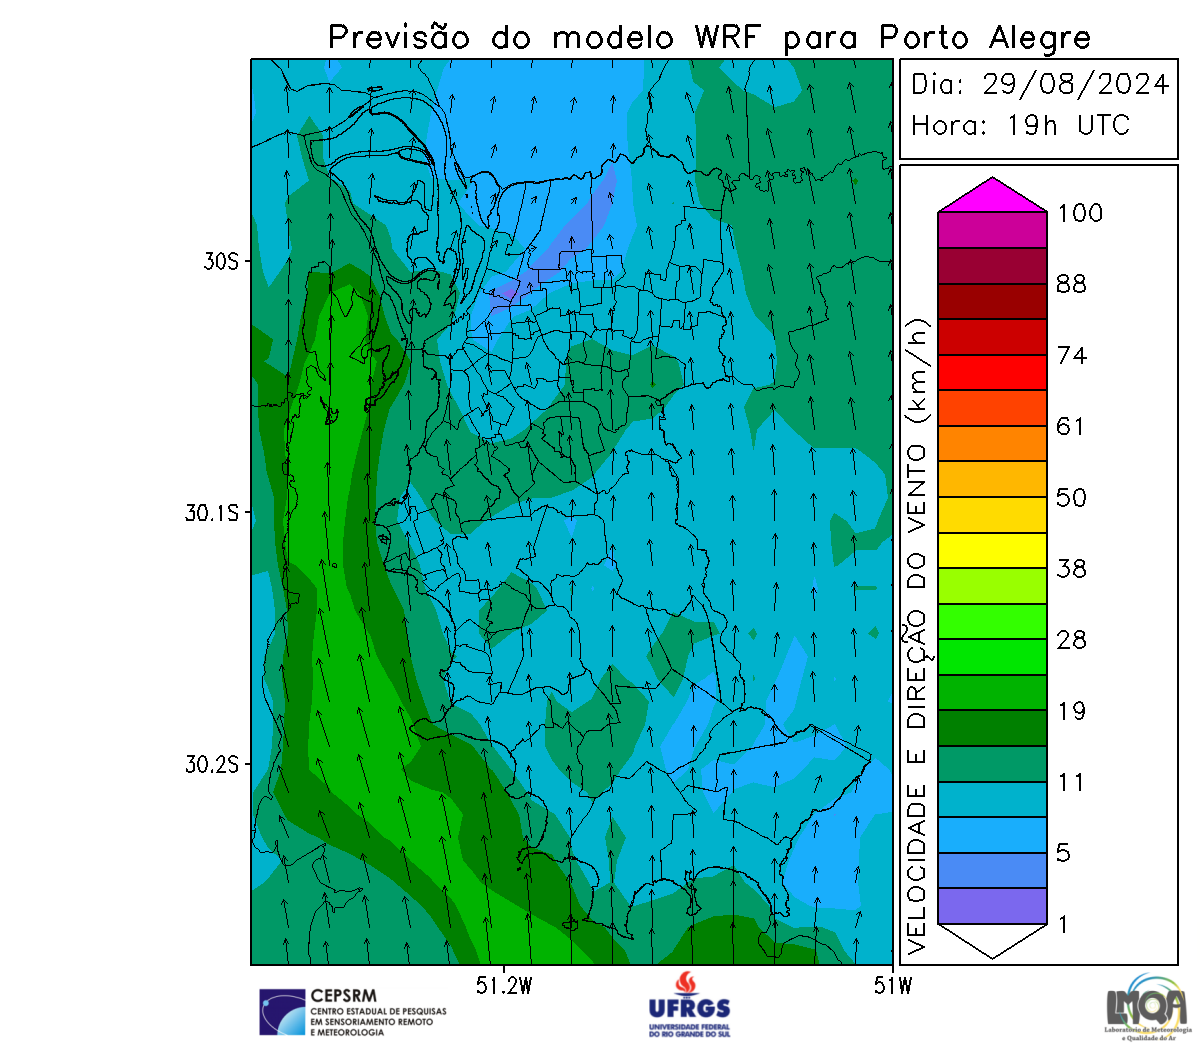 Previsão do modelo WRF para Porto Alegre
Dia: 29/08/2024
Hora: 19h UTC
30S
30.1S
30.2S
51.2W
51W
VELOCIDADE E DIREÇÃO DO VENTO (km/h)
100
88
74
61
50
38
28
19
11
5
1
CEPSRM
CENTRO ESTADUAL DE PESQUISAS
EM SENSORIAMENTO REMOTO
E METEOROLOGIA
UFRGS
UNIVERSIDADE FEDERAL
DO RIO GRANDE DO SUL
LMQA
Laboratório de Meteorologia
e Qualidade do Ar